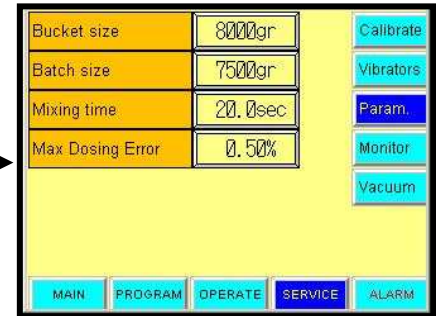 Bucket size 8000gr Calibrate
Batch size 7500gr Vibrators
Mixing time 20.0sec Param.
Max Dosing Error 0.50% Monitor
Vacuum
MAIN PROGRAM OPERATE SERVICE ALARM